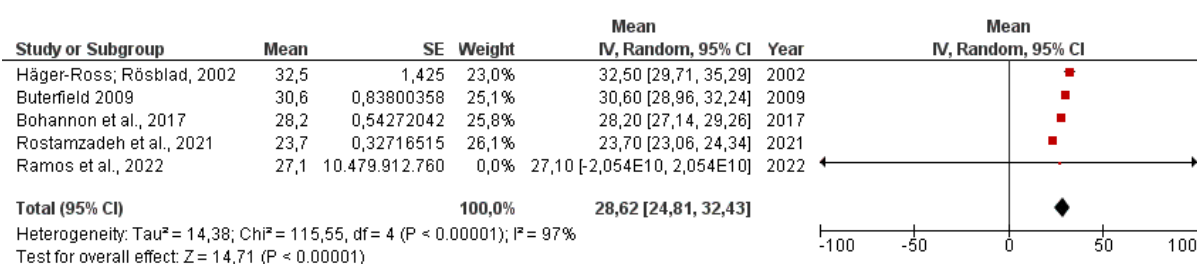 Mean Mean
Study or Subgroup Mean SE Weight IV, Random, 95% CI Year IV, Random, 95% CI
Häger-Ross; Rösblad, 2002 32,5 1,425 23,0% 32,50 [29,71, 35,29] 2002
Buterfield 2009 30,6 0,83800358 25,1% 30,60 [28,96, 32,24] 2009
Bohannon et al., 2017 28,2 0,54272042 25,8% 28,20 [27,14, 29,26] 2017
Rostamzadeh et al., 2021 23,7 0,32716515 26,1% 23,70 [23,06, 24,34] 2021
Ramos et al., 2022 27,1 10.479.912.760 0,0% 27,10 [-2,054E10, 2,054E10] 2022
Total (95% CI) 100,0% 28,62 [24,81, 32,43]
Heterogeneity: Tau² = 14,38; Chi² = 115,55, df = 4 (P < 0.00001); I² = 97%
Test for overall effect: Z = 14,71 (P < 0.00001)
-100 -50 0 50 100